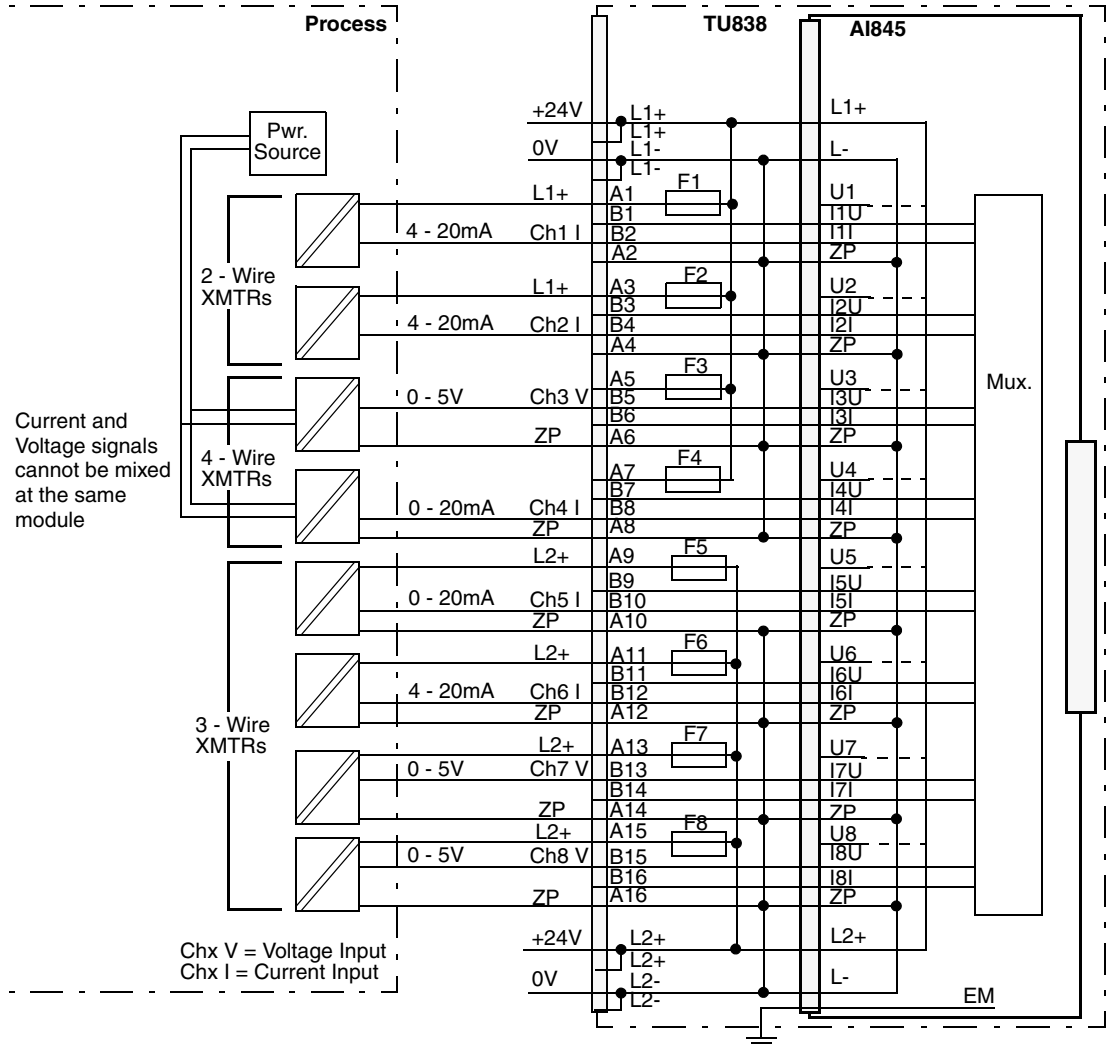 Process TU838 AI845
+24V L1+ L1+
L1+
Pwr.
Source
0V L1- L-
L1-
L1+ A1 F1 U1
B1 I1U
4 - 20mA Ch1 I B2 I1I
A2 ZP
2 - Wire
XMTRs
L1+ A3 F2 U2
B3 I2U
4 - 20mA Ch2 I B4 I2I
A4 ZP
A5 F3 U3
0 - 5V Ch3 V B5 I3U
B6 I3I
ZP A6 ZP
Mux.
Current and
Voltage signals
cannot be mixed
at the same
module
4 - Wire
XMTRs
A7 F4 U4
B7 I4U
0 - 20mA Ch4 I B8 I4I
ZP A8 ZP
L2+ A9 F5 U5
B9 I5U
0 - 20mA Ch5 I B10 I5I
ZP A10 ZP
L2+ A11 F6 U6
B11 I6U
4 - 20mA Ch6 I B12 I6I
ZP A12 ZP
3 - Wire
XMTRs
L2+ A13 F7 U7
0 - 5V Ch7 V B13 I7U
B14 I7I
ZP A14 ZP
L2+ A15 F8 U8
0 - 5V Ch8 V B15 I8U
B16 I8I
ZP A16 ZP
+24V L2+ L2+
L2+
Chx V = Voltage Input
Chx I = Current Input
0V L2- L-
L2-
EM